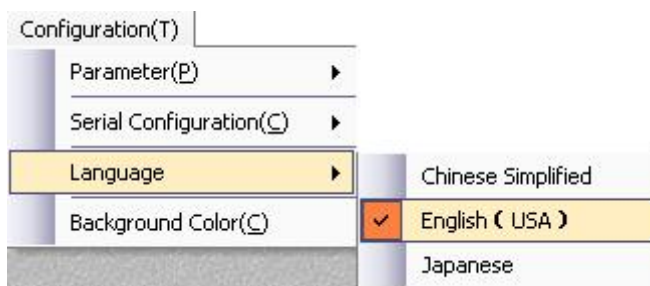 Configuration(T)
Parameter(P)
Serial Configuration(C)
Language
Background Color(C)
Chinese Simplified
English ( USA )
Japanese